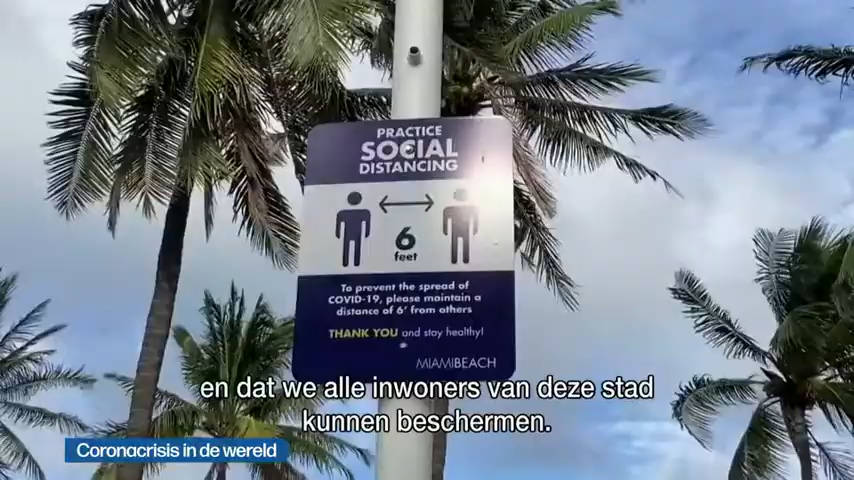 PRACTICE
SOCIAL
DISTANCING
6
feet
To prevent the spread of
COVID-19, please maintain a
distance of 6' from others
THANK YOU and stay healthy!
MIAMIBEACH
en dat we alle inwoners van deze stad
kunnen beschermen.
Coronacrisis in de wereld